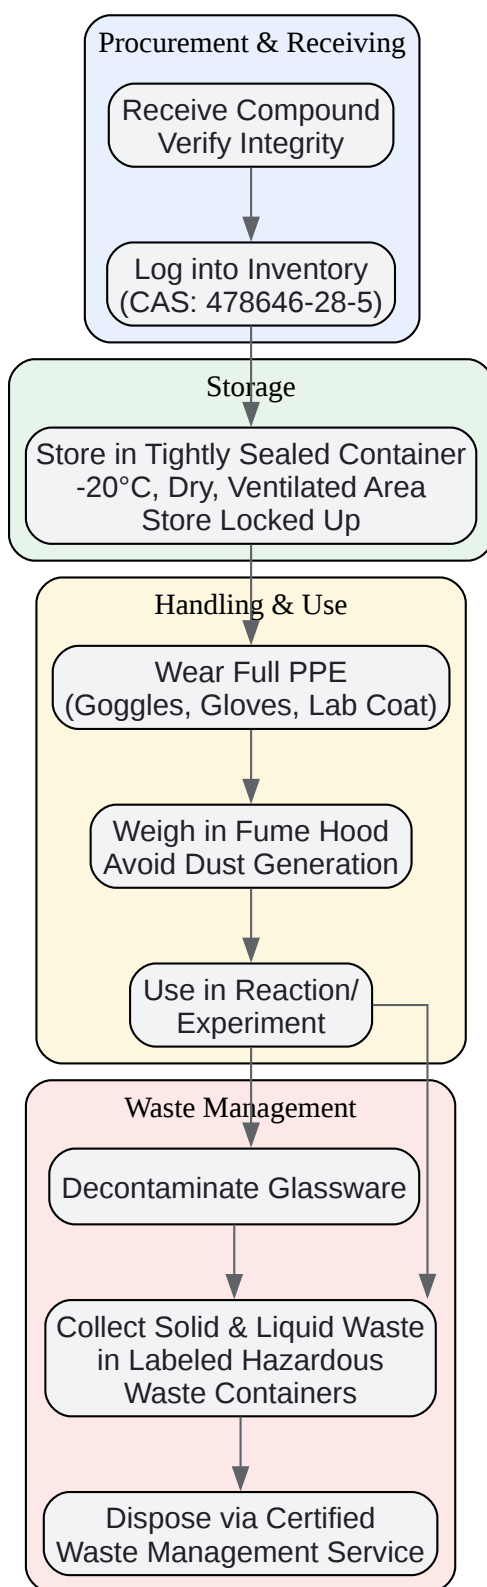 Procurement & Receiving
Receive Compound
Verify Integrity
Log into Inventory
(CAS: 478646-28-5)
Storage
Store in Tightly Sealed Container
-20°C, Dry, Ventilated Area
Store Locked Up
Handling & Use
Wear Full PPE
(Goggles, Gloves, Lab Coat)
Weigh in Fume Hood
Avoid Dust Generation
Use in Reaction/
Experiment
Waste Management
Decontaminate Glassware
Collect Solid & Liquid Waste
in Labeled Hazardous
Waste Containers
Dispose via Certified
Waste Management Service